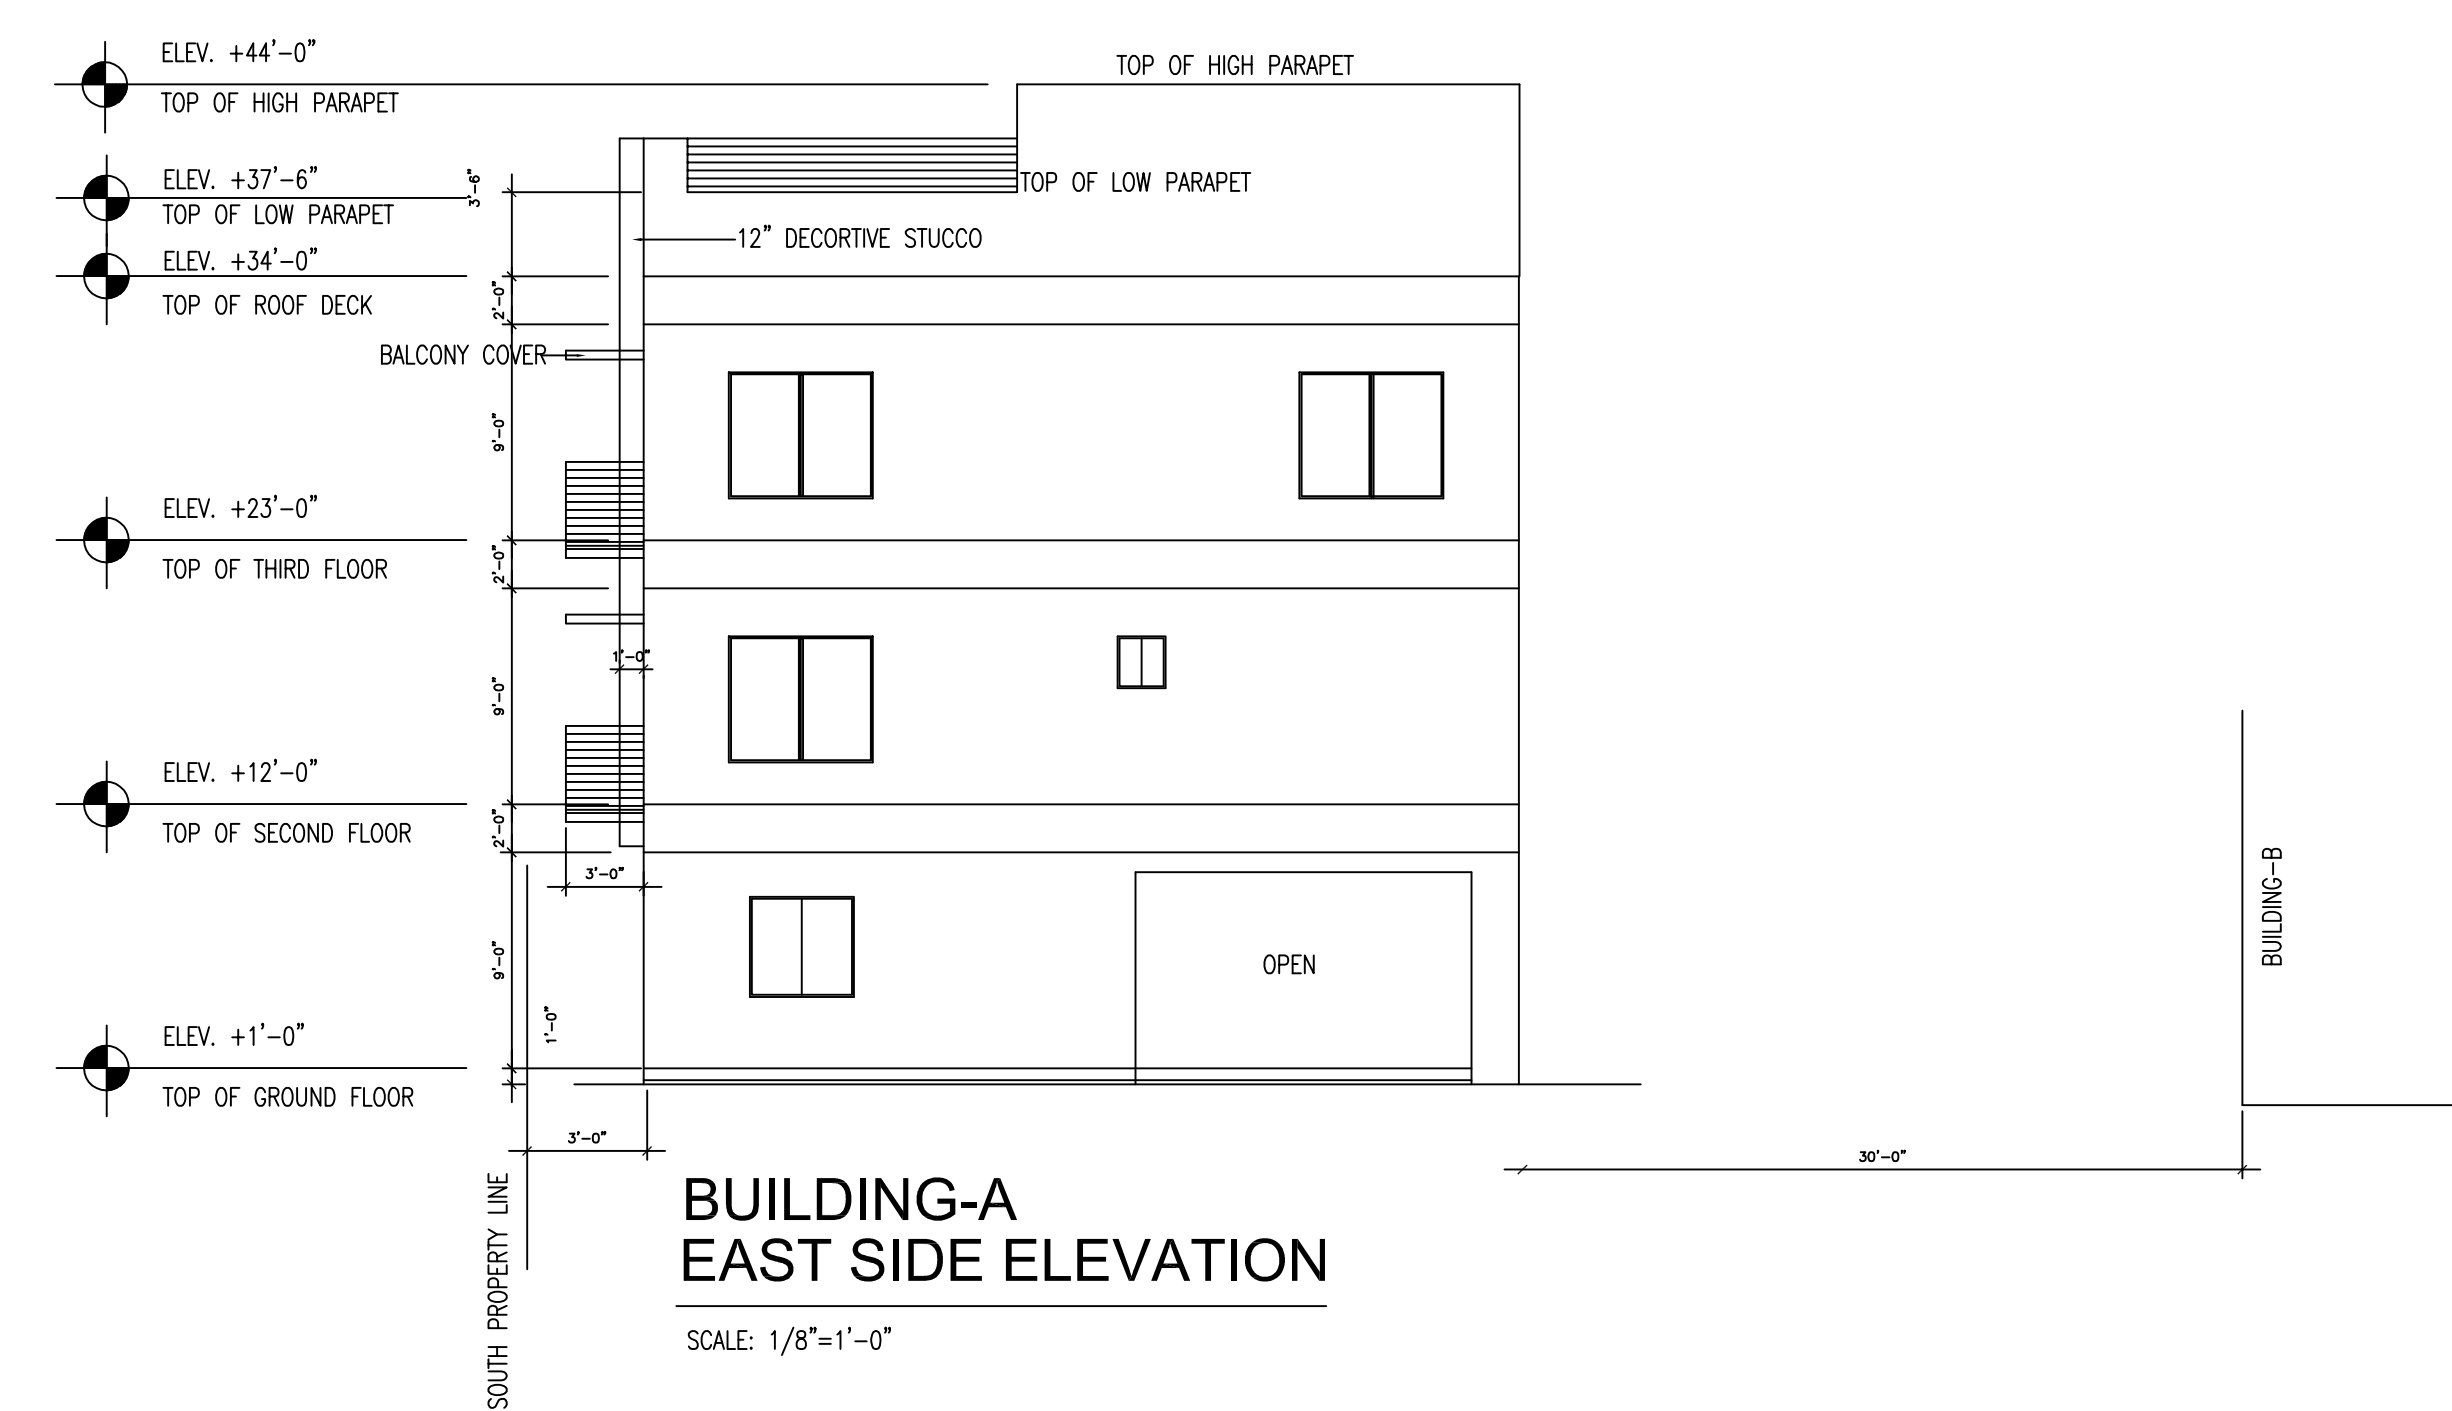 ELEV. +44'-0"
TOP OF HIGH PARAPET
TOP OF HIGH PARAPET
ELEV. +37'-6"
TOP OF LOW PARAPET
3'-6"
TOP OF LOW PARAPET
12" DECORTIVE STUCCO
ELEV. +34'-0"
TOP OF ROOF DECK
2'-0"
BALCONY COVER
9'-0"
ELEV. +23'-0"
TOP OF THIRD FLOOR
2'-0"
1'-0"
9'-0"
ELEV. +12'-0"
TOP OF SECOND FLOOR
2'-0"
3'-0"
9'-0"
OPEN
BUILDING-B
1'-0"
ELEV. +1'-0"
TOP OF GROUND FLOOR
3'-0"
30'-0"
SOUTH PROPERTY LINE
BUILDING-A
EAST SIDE ELEVATION
SCALE: 1/8"=1'-0"